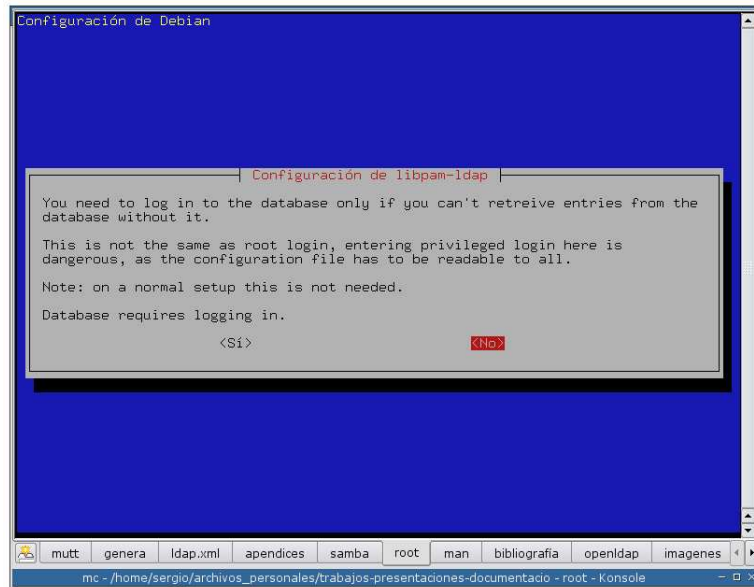 Configuración de Debian
Configuración de libpam-ldap
You need to log in to the database only if you can't retreive entries from the
database without it.
This is not the same as root login, entering privileged login here is
dangerous, as the configuration file has to be readable to all.
Note: on a normal setup this is not needed.
Database requires logging in.
<Sí> <No>
mutt genera ldap.xml apendices samba root man bibliografía openldap imagenes
mc - /home/sergio/archivos_personales/trabajos-presentaciones-documentacio - root - Konsole